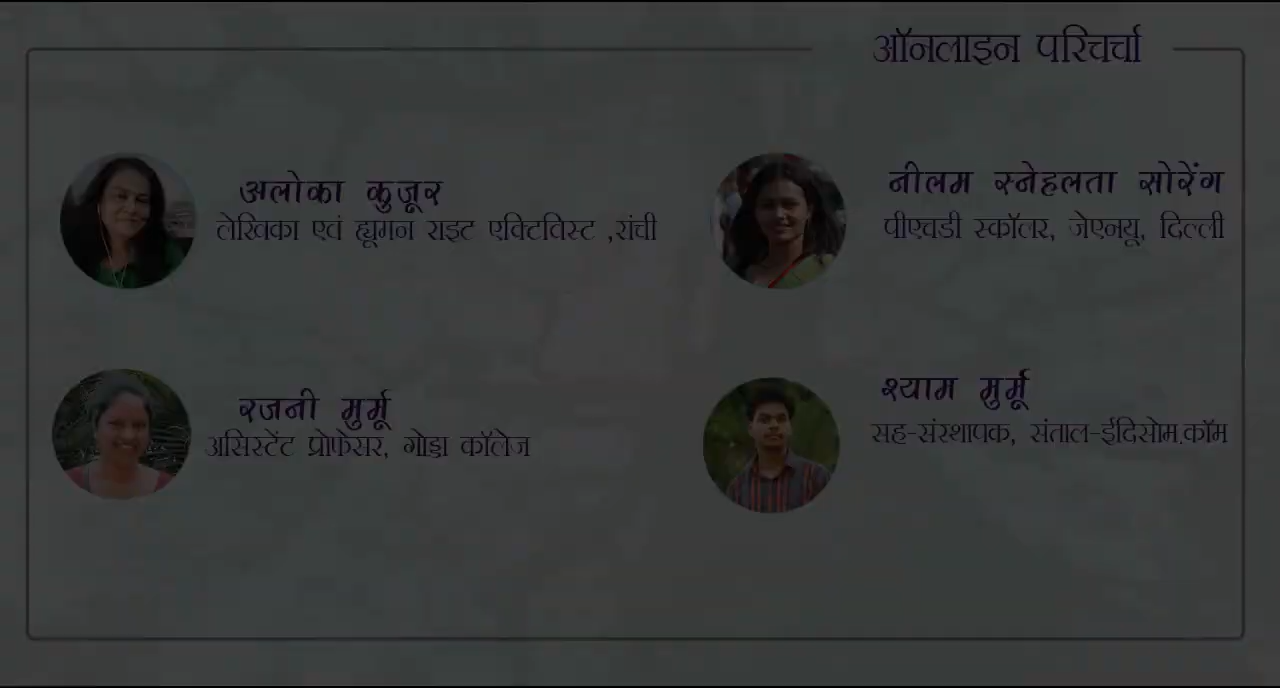 ऑनलाइन परिचर्चा
अलोका कुजूर
लेखिका एवं ह्यूमन राइट एक्टिविस्ट ,रांची
नीलम स्नेहलता सोरेंग
पीएचडी स्कॉलर, जेएनयू, दिल्ली
रजनी मुर्मू
असिस्टेंट प्रोफेसर, गोड्डा कॉलेज
श्याम मुर्मू
सह-संस्थापक, संताल-ईदिसोम.कॉम